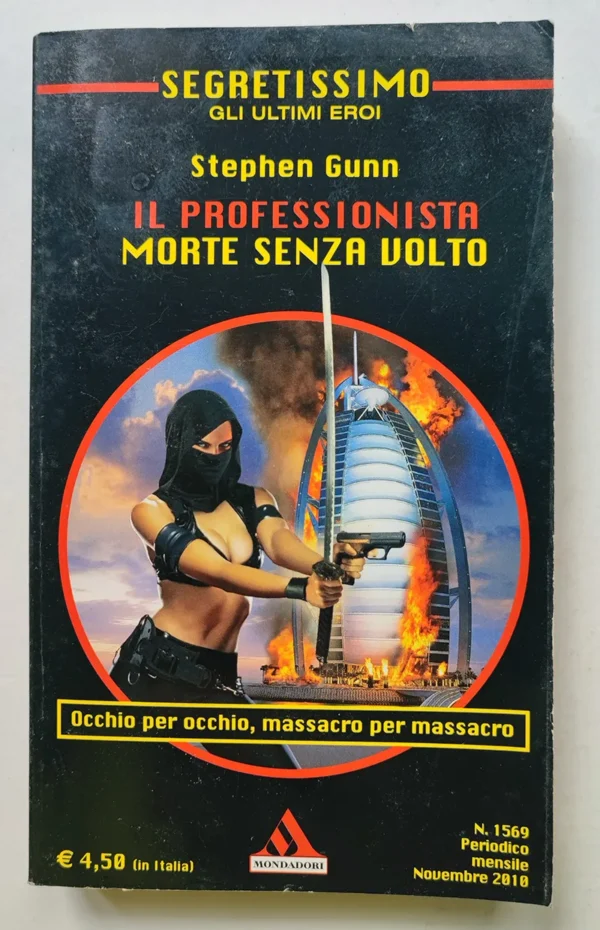 SEGRETISSIMO
GLI ULTIMI EROI
Stephen Gunn
IL PROFESSIONISTA
MORTE SENZA VOLTO
Occhio per occhio, massacro per massacro
€ 4,50 (in Italia)
MONDADORI
N. 1569
Periodico
mensile
Novembre 2010